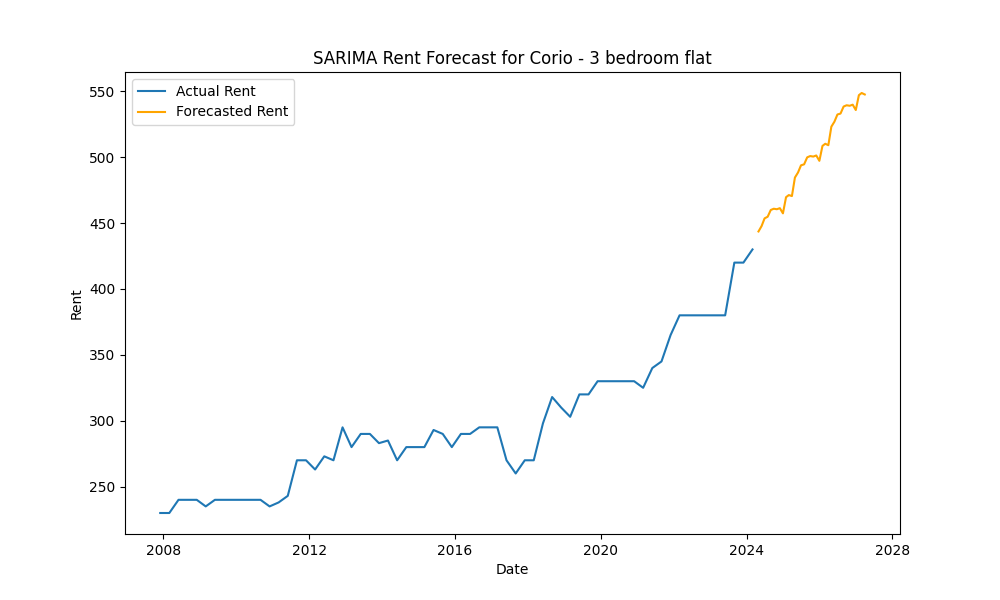 SARIMA Rent Forecast for Corio - 3 bedroom flat
Actual Rent
Forecasted Rent
550
500
450
400
350
300
250
Rent
2008
2012
2016
2020
2024
2028
Date